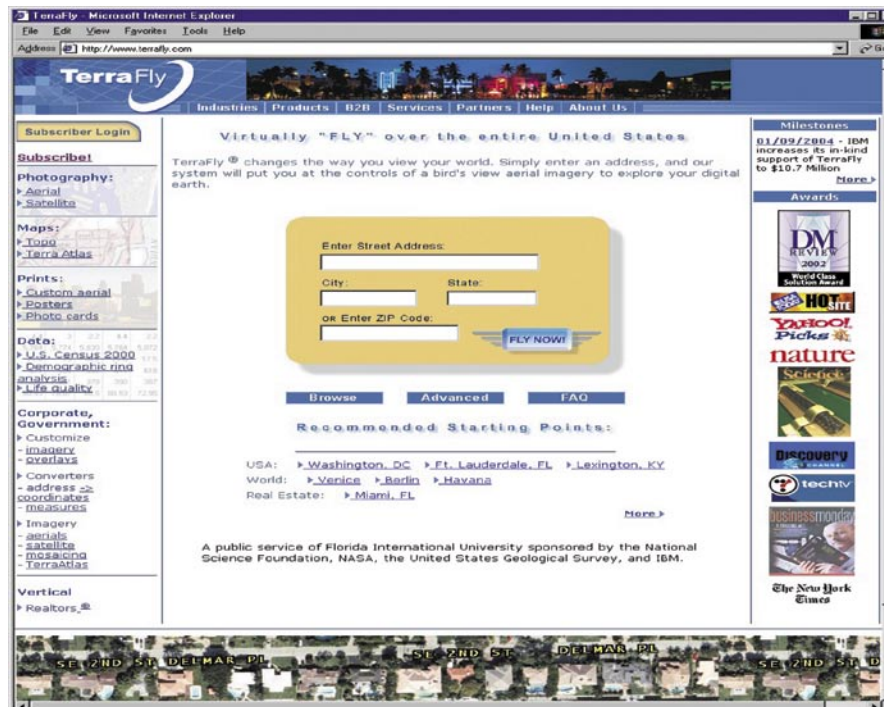 TerraFly - Microsoft Internet Explorer
File Edit View Favorites Tools Help
Address http://www.terrafly.com
TerraFly
Industries | Products | B2B | Services | Partners | Help | About Us |
Subscriber Login
Subscribe!
Photography:
Aerial
Satellite
Maps:
Topo
Terra Atlas
Prints:
Custom aerial
Posters
Photo cards
Data:
U.S. Census 2000
Demographic ring
analysis
Life quality
Corporate,
Government:
Customize
- imagery
- overlays
Converters
- address ->
coordinates
- measures
Imagery
- aerials
- satellite
- mosaicing
- TerraAtlas
Vertical
Realtors ®
Virtually "FLY" over the entire United States
TerraFly ® changes the way you view your world. Simply enter an address, and our
system will put you at the controls of a bird's view aerial imagery to explore your digital
earth.
Enter Street Address:
City: State:
OR Enter ZIP Code:
FLY NOW!
Browse Advanced FAQ
Recommended Starting Points:
USA: Washington, DC Ft. Lauderdale, FL Lexington, KY
World: Venice Berlin Havana
Real Estate: Miami, FL
More
A public service of Florida International University sponsored by the National
Science Foundation, NASA, the United States Geological Survey, and IBM.
Milestones
01/09/2004 - IBM
increases its in-kind
support of TerraFly
to $10.7 Million
More
Awards
DM
REVIEW
2002
World Class
Solution Award
HOT
SITE
YAHOO!
Picks
nature
Science
Discovery
CHANNEL
techtv
businessmonday
The New York
Times
SE 2ND ST DELMAR PL SE 2ND ST DELMAR PL SE 2ND ST D